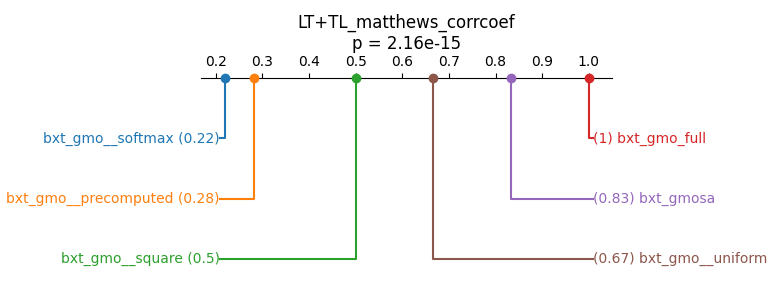 LT+TL_matthews_corrcoef
p = 2.16e-15
0.2 0.3 0.4 0.5 0.6 0.7 0.8 0.9 1.0
bxt_gmo__softmax (0.22) (1) bxt_gmo_full
bxt_gmo__precomputed (0.28) (0.83) bxt_gmosa
bxt_gmo__square (0.5) (0.67) bxt_gmo__uniform